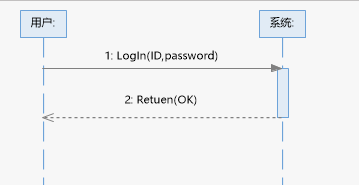 用户:
系统:
1: LogIn(ID,password)
2: Retuen(OK)